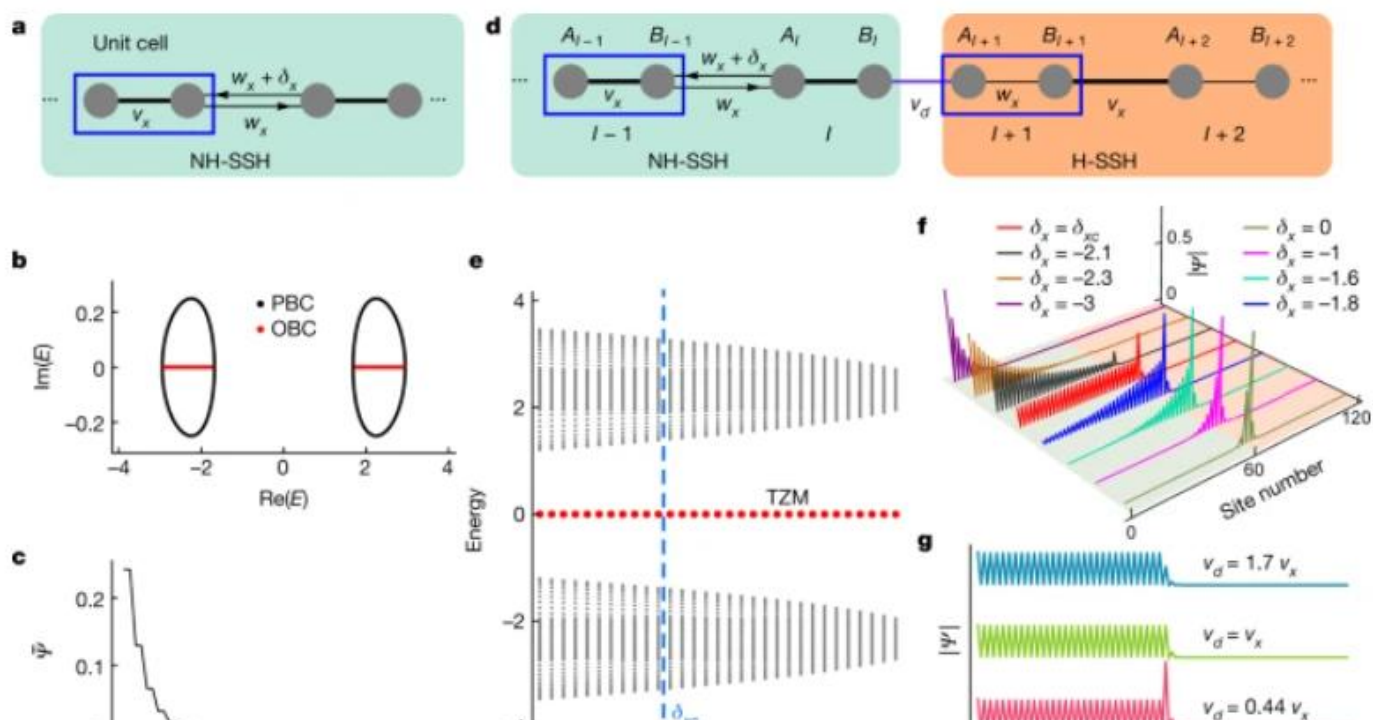 a
Unit cell
w_x + δ_x
v_x
w_x
...
...
NH-SSH
d
A_{l−1} B_{l−1} A_l B_l A_{l+1} B_{l+1} A_{l+2} B_{l+2}
w_x + δ_x
...
...
v_x w_x v_d w_x v_x
l − 1 l l + 1 l + 2
NH-SSH H-SSH
b
PBC
OBC
Im(E)
0.2
0
−0.2
−4 −2 0 2 4
Re(E)
c
0.2
0.1
Ψ̄
e
Energy
4
2
0
−2
TZM
f
δ_x = δ_{xc}
δ_x = −2.1
δ_x = −2.3
δ_x = −3
0.5
|Ψ|
0
δ_x = 0
δ_x = −1
δ_x = −1.6
δ_x = −1.8
120
60
0
Site number
g
|Ψ|
v_d = 1.7 v_x
v_d = v_x
v_d = 0.44 v_x